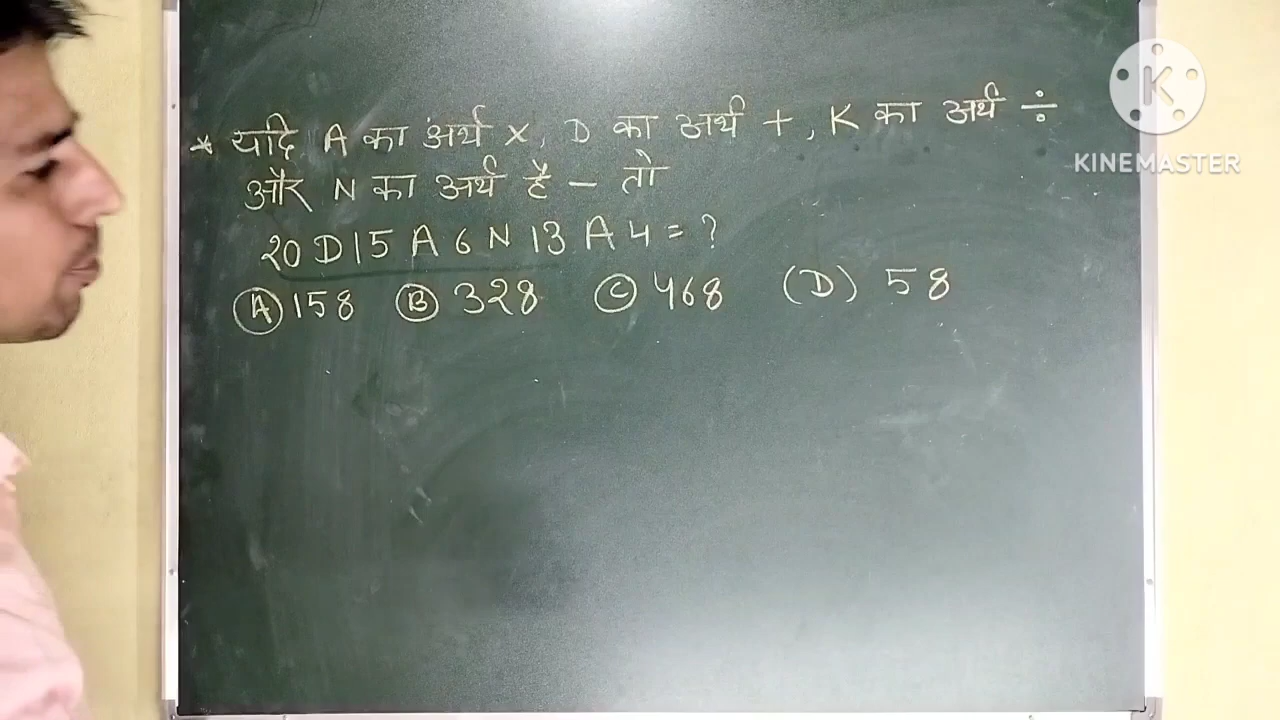 * यदि A का अर्थ ×, D का अर्थ +, K का अर्थ ÷
और N का अर्थ है – तो
20 D 15 A 6 N 13 A 4 = ?
(A) 158 (B) 328 (C) 468 (D) 58
K
KINEMASTER